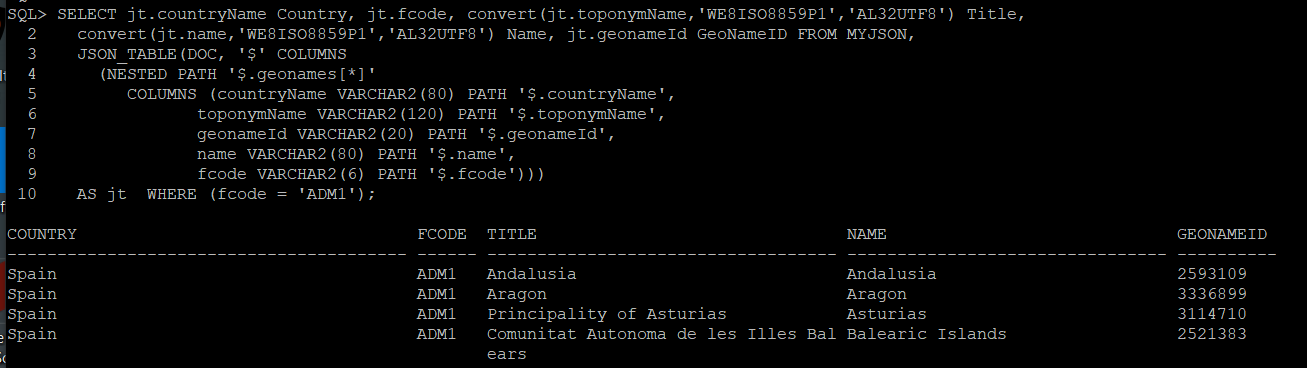 SQL> SELECT jt.countryName Country, jt.fcode, convert(jt.toponymName,'WE8ISO8859P1','AL32UTF8') Title,
  2    convert(jt.name,'WE8ISO8859P1','AL32UTF8') Name, jt.geonameId GeoNameID FROM MYJSON,
  3    JSON_TABLE(DOC, '$' COLUMNS
  4      (NESTED PATH '$.geonames[*]'
  5         COLUMNS (countryName VARCHAR2(80) PATH '$.countryName',
  6                toponymName VARCHAR2(120) PATH '$.toponymName',
  7                geonameId VARCHAR2(20) PATH '$.geonameId',
  8                name VARCHAR2(80) PATH '$.name',
  9                fcode VARCHAR2(6) PATH '$.fcode')))
 10    AS jt  WHERE (fcode = 'ADM1');
COUNTRY                                  FCODE  TITLE                               NAME                             GEONAMEID
---------------------------------------- ------ ----------------------------------- -------------------------------- ----------
Spain                                    ADM1   Andalusia                           Andalusia                        2593109
Spain                                    ADM1   Aragon                              Aragon                           3336899
Spain                                    ADM1   Principality of Asturias            Asturias                         3114710
Spain                                    ADM1   Comunitat Autonoma de les Illes Bal Balearic Islands                 2521383
                                                ears